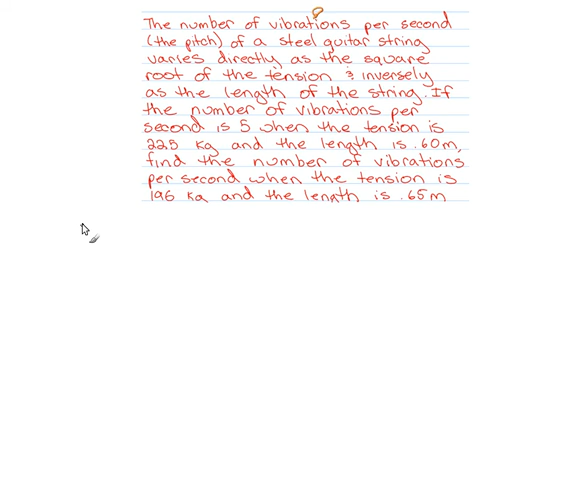 The number of vibrations per second
(the pitch) of a steel guitar string
varies directly as the square
root of the tension & inversely
as the length of the string. If
the number of vibrations per
second is 5 when the tension is
225 kg and the length is .60m,
find the number of vibrations
per second when the tension is
196 kg and the length is .65m